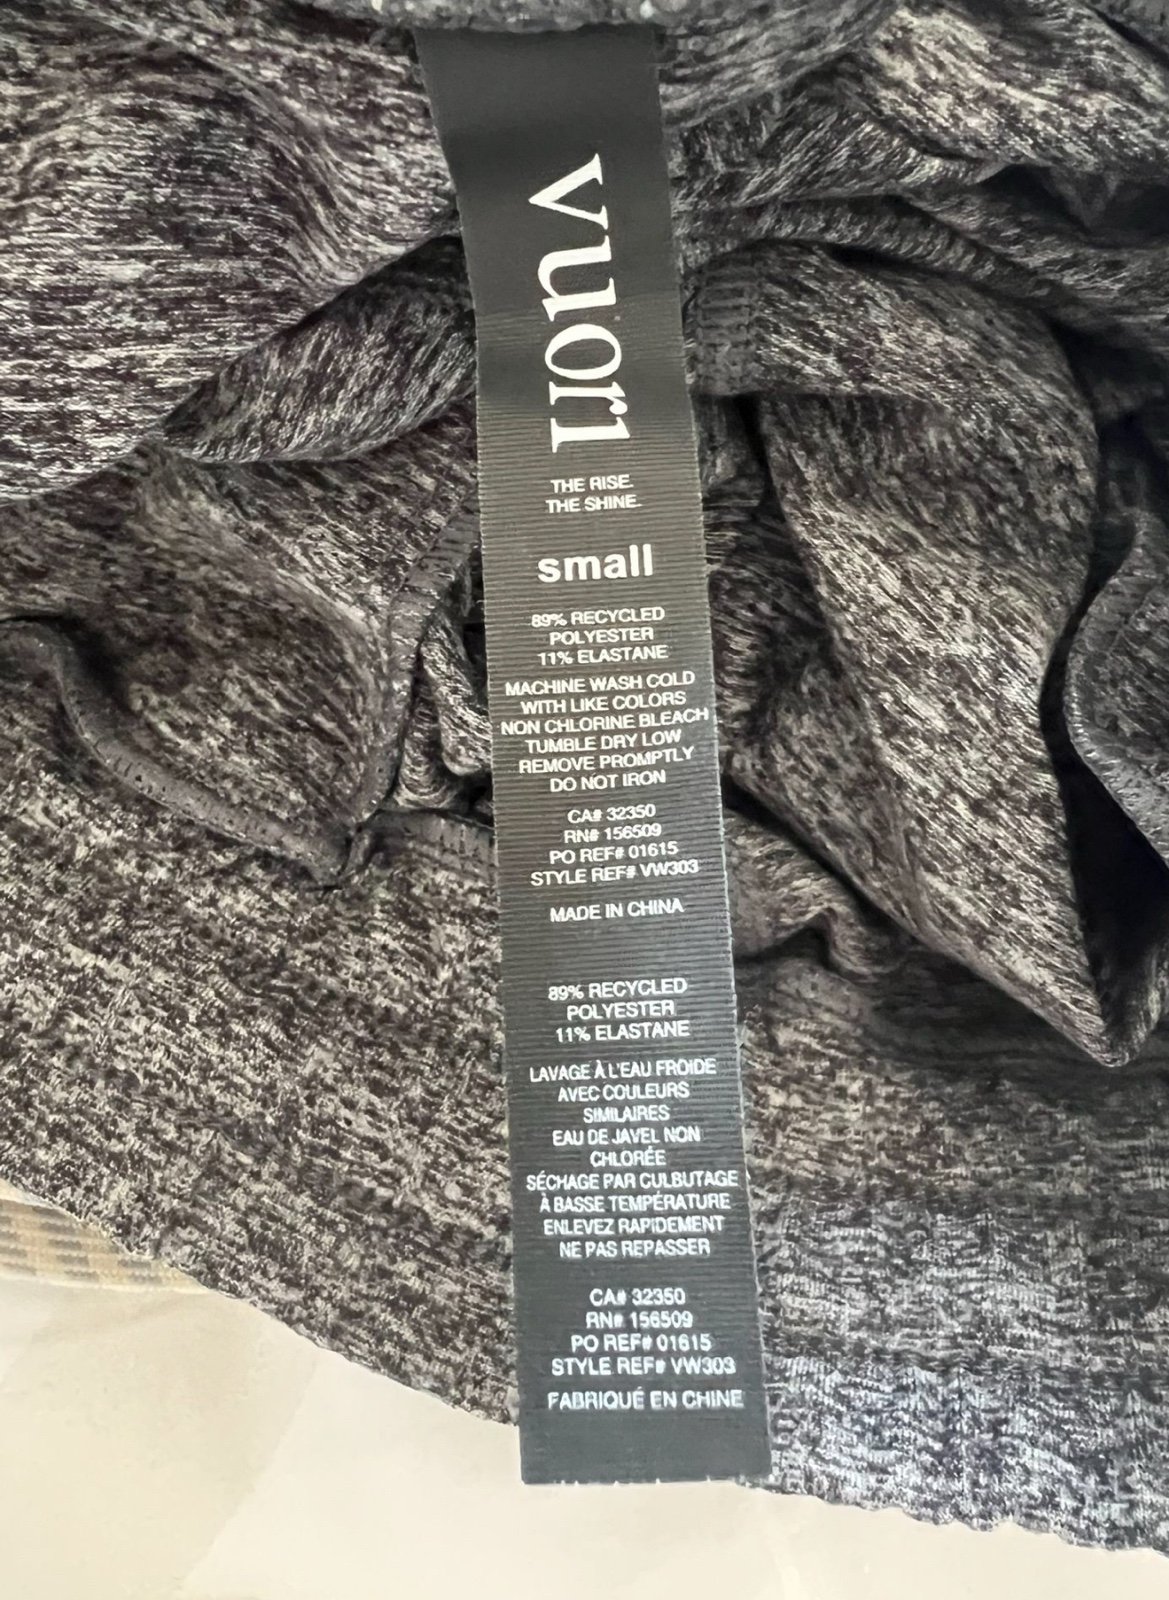 vuori
THE RISE.
THE SHINE.
small
89% RECYCLED
POLYESTER
11% ELASTANE
MACHINE WASH COLD
WITH LIKE COLORS
NON CHLORINE BLEACH
TUMBLE DRY LOW
REMOVE PROMPTLY
DO NOT IRON
CA# 32350
RN# 156509
PO REF# 01615
STYLE REF# VW303
MADE IN CHINA
89% RECYCLED
POLYESTER
11% ELASTANE
LAVAGE À L'EAU FROIDE
AVEC COULEURS
SIMILAIRES
EAU DE JAVEL NON
CHLORÉE
SÉCHAGE PAR CULBUTAGE
À BASSE TEMPÉRATURE
ENLEVEZ RAPIDEMENT
NE PAS REPASSER
CA# 32350
RN# 156509
PO REF# 01615
STYLE REF# VW303
FABRIQUÉ EN CHINE